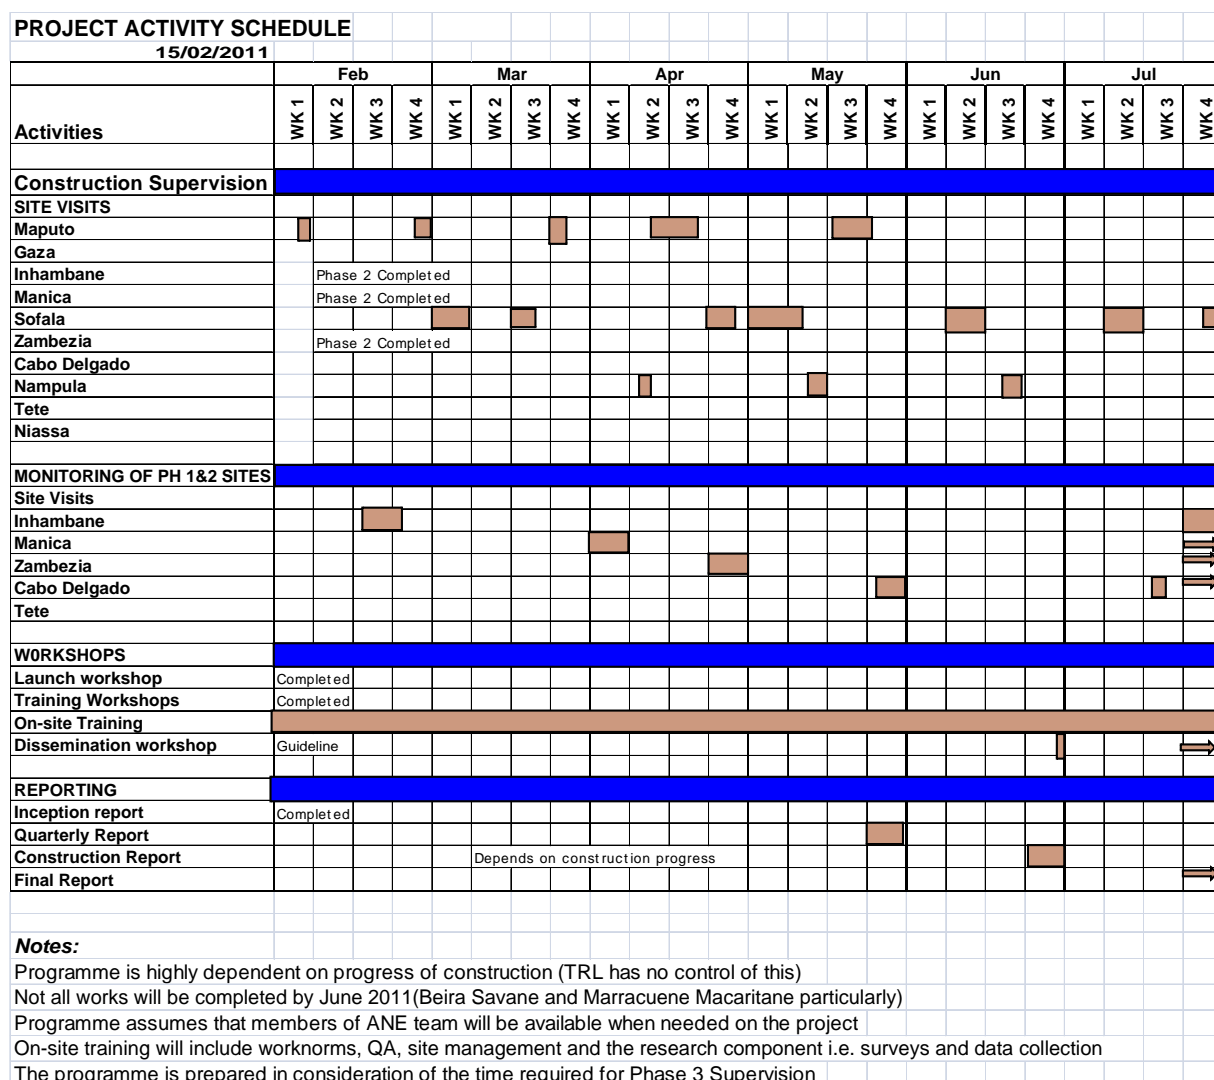 PROJECT ACTIVITY SCHEDULE
15/02/2011
Feb Mar Apr May Jun Jul
Activities WK 1 WK 2 WK 3 WK 4 WK 1 WK 2 WK 3 WK 4 WK 1 WK 2 WK 3 WK 4 WK 1 WK 2 WK 3 WK 4 WK 1 WK 2 WK 3 WK 4 WK 1 WK 2 WK 3 WK 4
Construction Supervision
SITE VISITS
Maputo
Gaza
Inhambane Phase 2 Completed
Manica Phase 2 Completed
Sofala
Zambezia Phase 2 Completed
Cabo Delgado
Nampula
Tete
Niassa
MONITORING OF PH 1&2 SITES
Site Visits
Inhambane
Manica
Zambezia
Cabo Delgado
Tete
W0RKSHOPS
Launch workshop Completed
Training Workshops Completed
On-site Training
Dissemination workshop Guideline
REPORTING
Inception report Completed
Quarterly Report
Construction Report Depends on construction progress
Final Report
Notes:
Programme is highly dependent on progress of construction (TRL has no control of this)
Not all works will be completed by June 2011(Beira Savane and Marracuene Macaritane particularly)
Programme assumes that members of ANE team will be available when needed on the project
On-site training will include worknorms, QA, site management and the research component i.e. surveys and data collection
The programme is prepared in consideration of the time required for Phase 3 Supervision